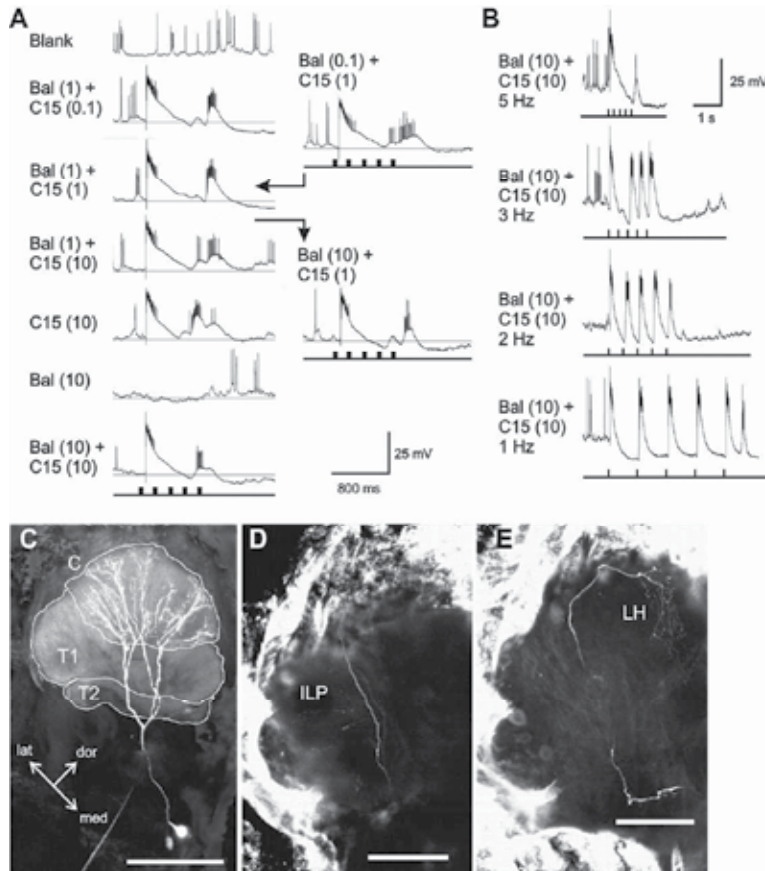 A
Blank
Bal (1) +
C15 (0.1)
Bal (1) +
C15 (1)
Bal (1) +
C15 (10)
C15 (10)
Bal (10)
Bal (10) +
C15 (10)
Bal (0.1) +
C15 (1)
Bal (10) +
C15 (1)
25 mV
800 ms
B
Bal (10) +
C15 (10)
5 Hz
25 mV
1 s
Bal (10) +
C15 (10)
3 Hz
Bal (10) +
C15 (10)
2 Hz
Bal (10) +
C15 (10)
1 Hz
C
C
T1
T2
lat
dor
med
D
ILP
E
LH